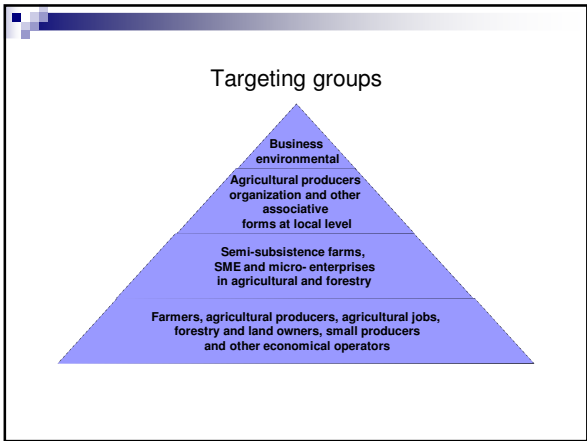 Targeting groups
Business
environmental
Agricultural producers
organization and other
associative
forms at local level
Semi-subsistence farms,
SME and micro- enterprises
in agricultural and forestry
Farmers, agricultural producers, agricultural jobs,
forestry and land owners, small producers
and other economical operators